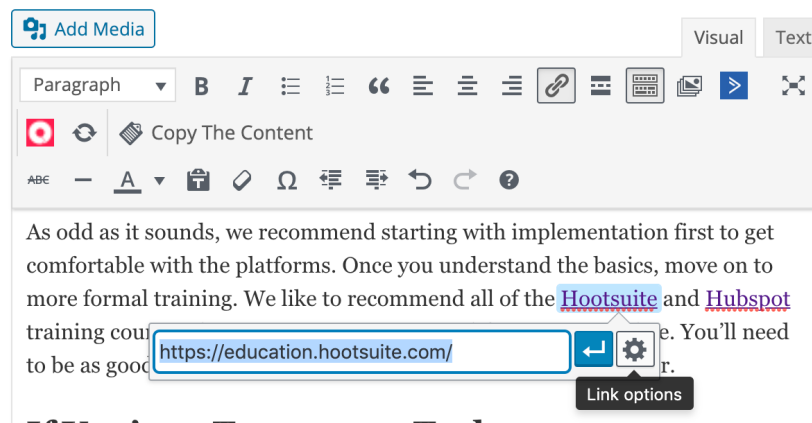 Add Media
Visual Text
Paragraph B I
Copy The Content
ABC A
As odd as it sounds, we recommend starting with implementation first to get
comfortable with the platforms. Once you understand the basics, move on to
more formal training. We like to recommend all of the Hootsuite and Hubspot
training e. You’ll need
https://education.hootsuite.com/
to be as good r.
Link options